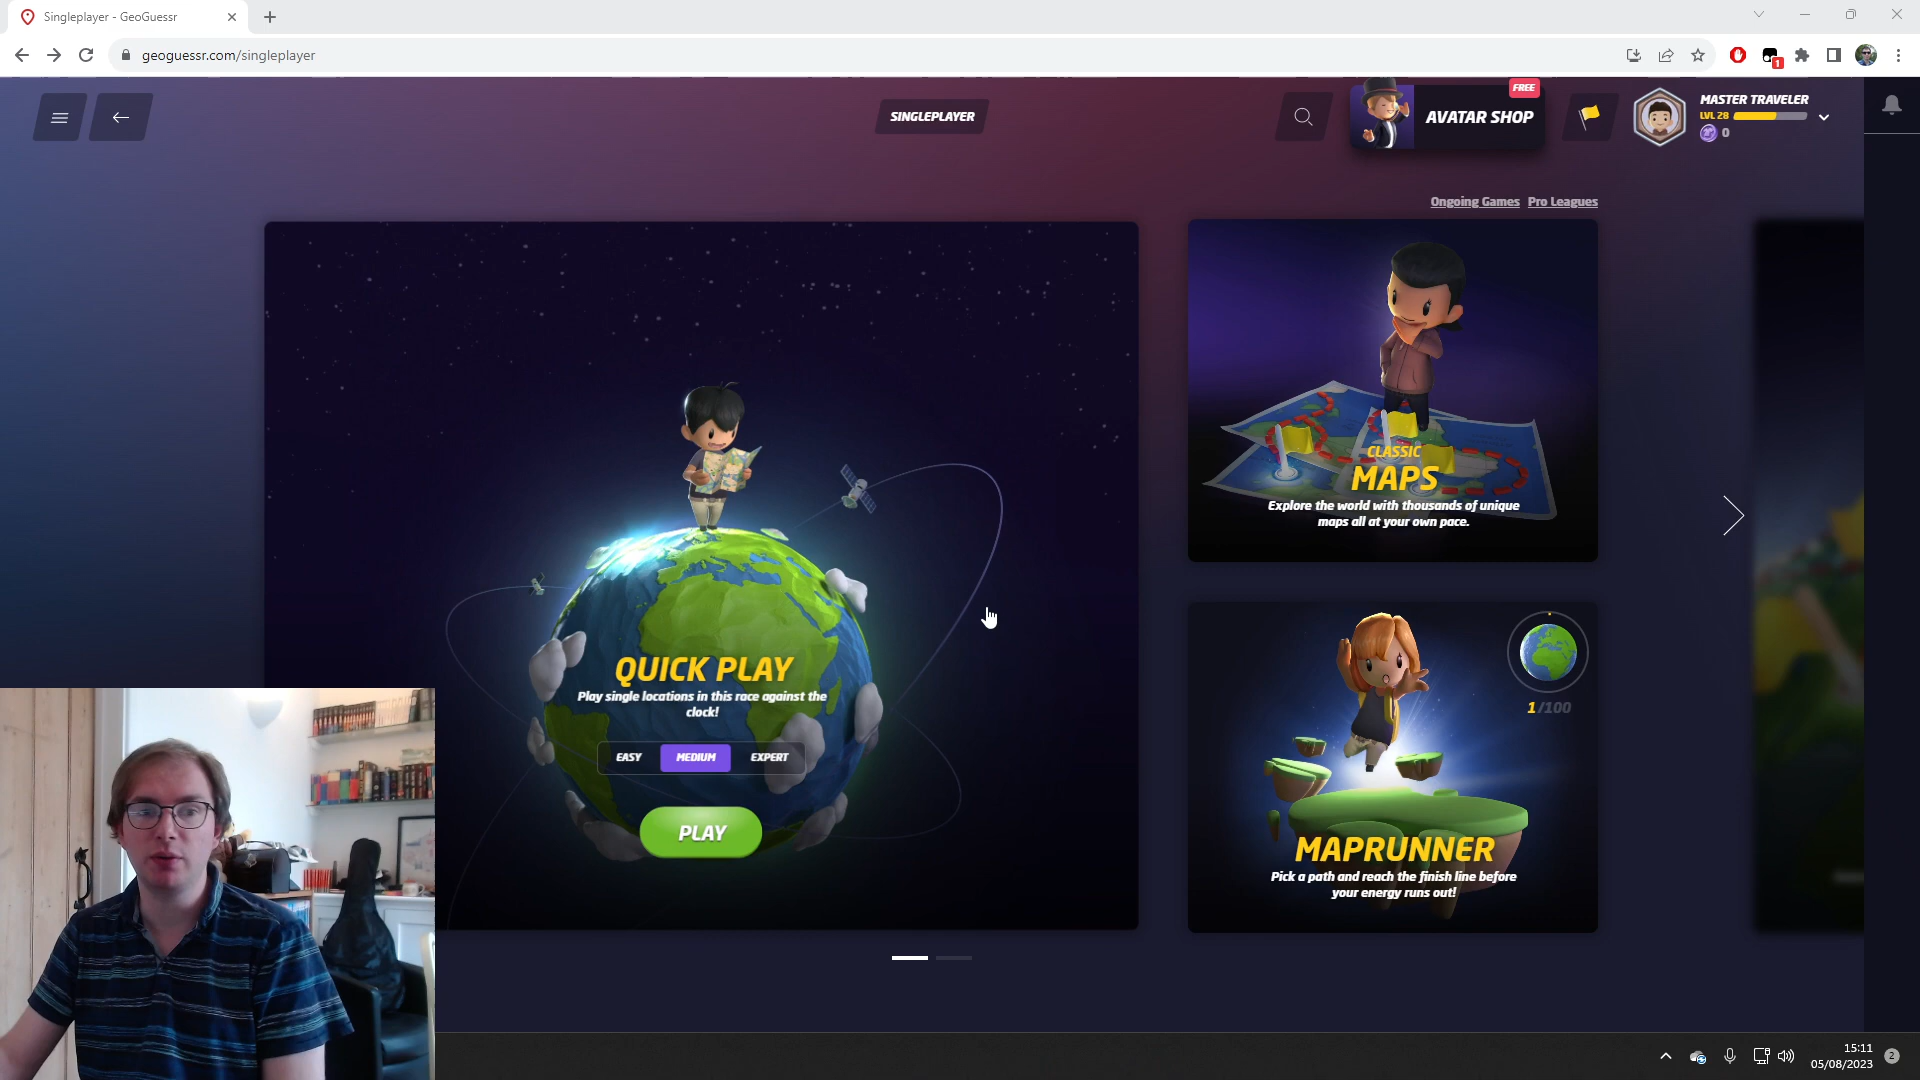 Singleplayer - GeoGuessr
geoguessr.com/singleplayer
1
SINGLEPLAYER
FREE
AVATAR SHOP
MASTER TRAVELER
LVL 28
0
Ongoing Games Pro Leagues
CLASSIC
MAPS
Explore the world with thousands of unique
maps all at your own pace.
QUICK PLAY
Play single locations in this race against the
clock!
EASY MEDIUM EXPERT
PLAY
1/100
MAPRUNNER
Pick a path and reach the finish line before
your energy runs out!
15:11
05/08/2023
2